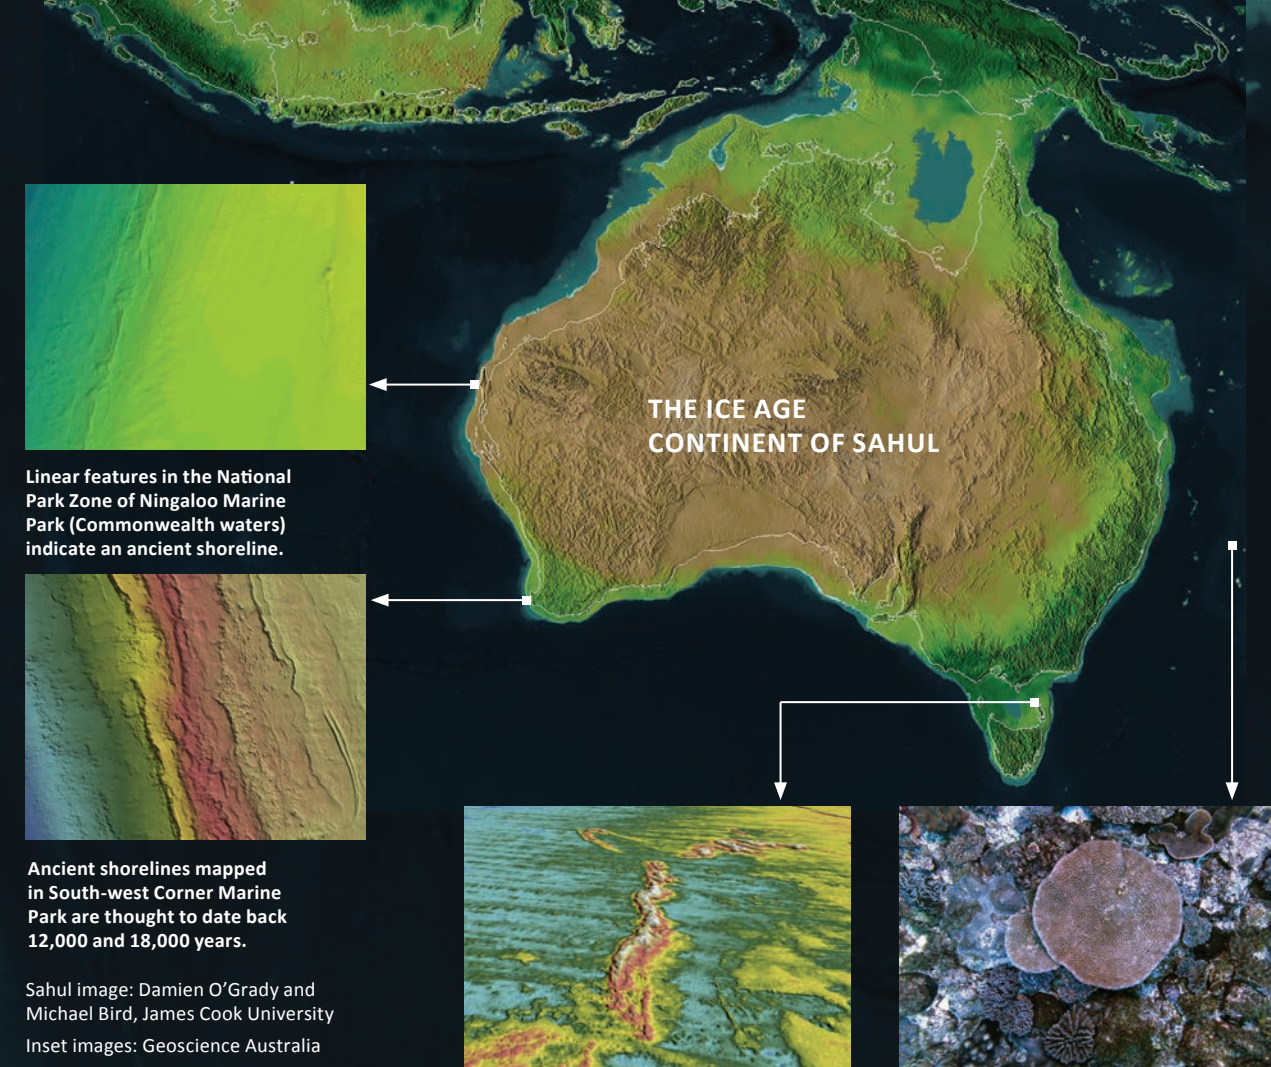 THE ICE AGE
CONTINENT OF SAHUL
Linear features in the National
Park Zone of Ningaloo Marine
Park (Commonwealth waters)
indicate an ancient shoreline.
Ancient shorelines mapped
in South-west Corner Marine
Park are thought to date back
12,000 and 18,000 years.
Sahul image: Damien O’Grady and
Michael Bird, James Cook University
Inset images: Geoscience Australia